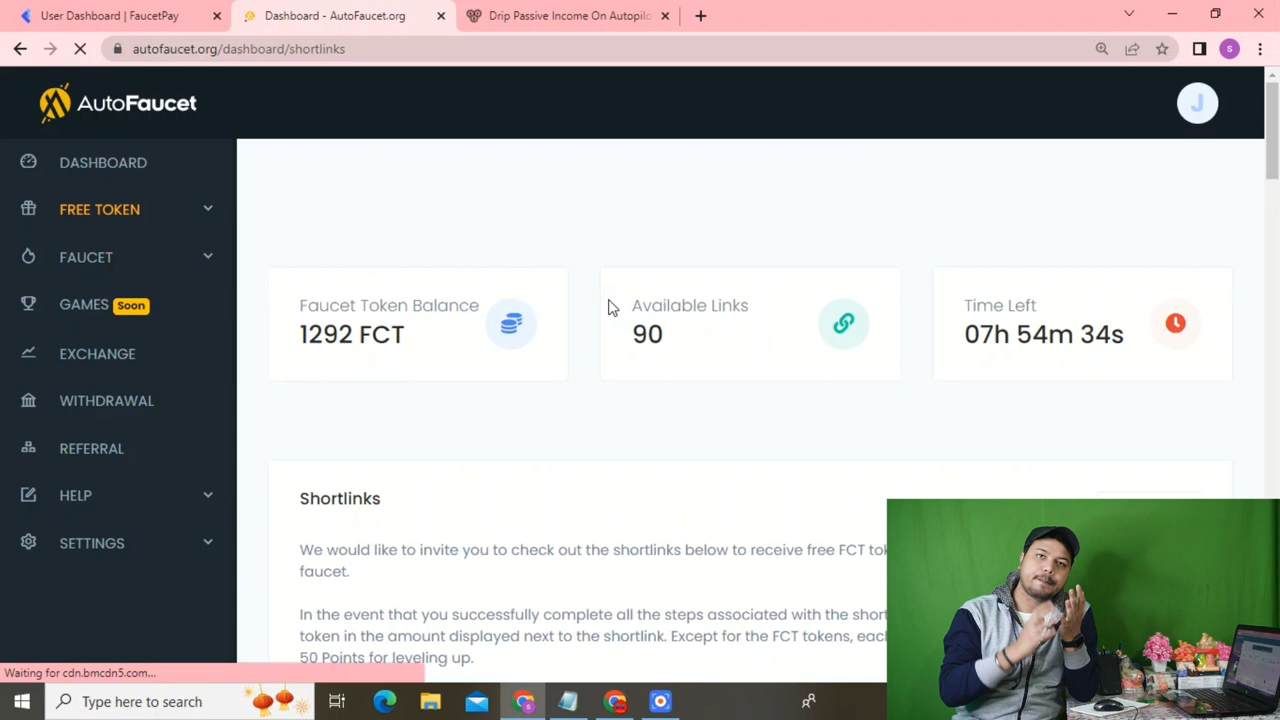 User Dashboard | FaucetPay
Dashboard - AutoFaucet.org
Drip Passive Income On Autopilo
autofaucet.org/dashboard/shortlinks
S
AutoFaucet
J
DASHBOARD
FREE TOKEN
FAUCET
GAMES Soon
EXCHANGE
WITHDRAWAL
REFERRAL
HELP
SETTINGS
Faucet Token Balance
1292 FCT
Available Links
90
Time Left
07h 54m 34s
Shortlinks
We would like to invite you to check out the shortlinks below to receive free FCT tok
faucet.
In the event that you successfully complete all the steps associated with the short
token in the amount displayed next to the shortlink. Except for the FCT tokens, eac
50 Points for leveling up.
Waiting for cdn.bmcdn5.com...
Type here to search